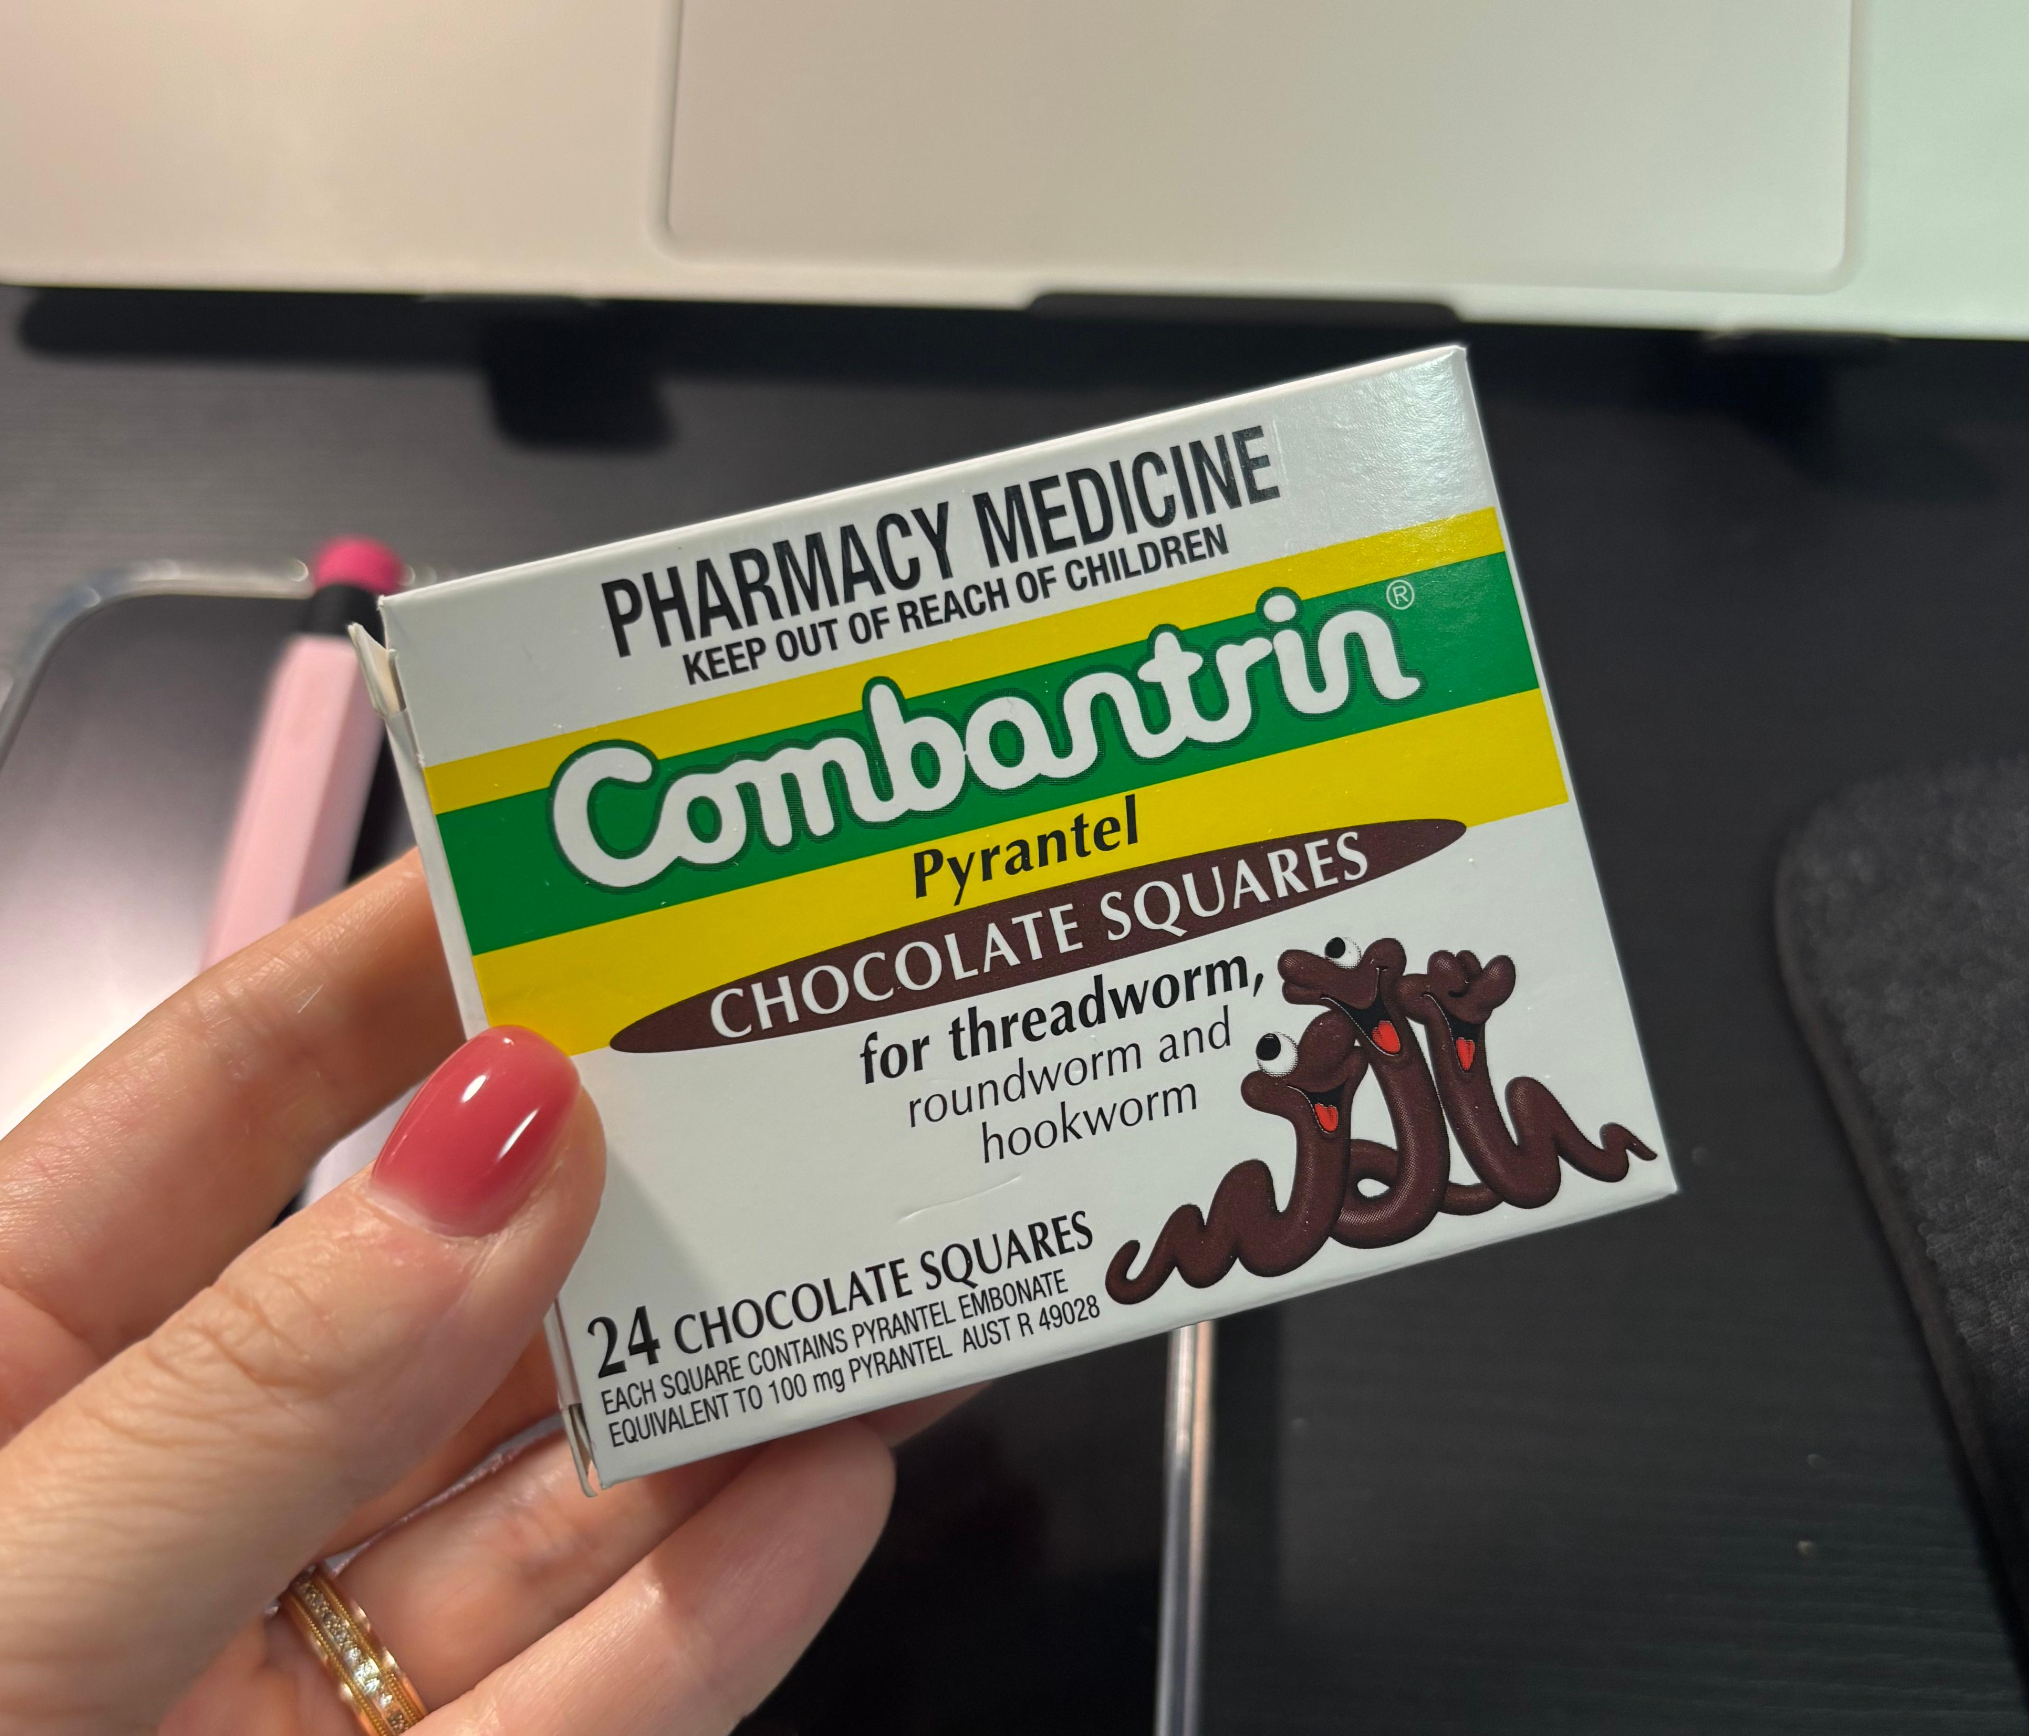 PHARMACY MEDICINE
KEEP OUT OF REACH OF CHILDREN
Combantrin®
Pyrantel
CHOCOLATE SQUARES
for threadworm,
roundworm and
hookworm
24 CHOCOLATE SQUARES
EACH SQUARE CONTAINS PYRANTEL EMBONATE
EQUIVALENT TO 100 mg PYRANTEL AUST R 49028